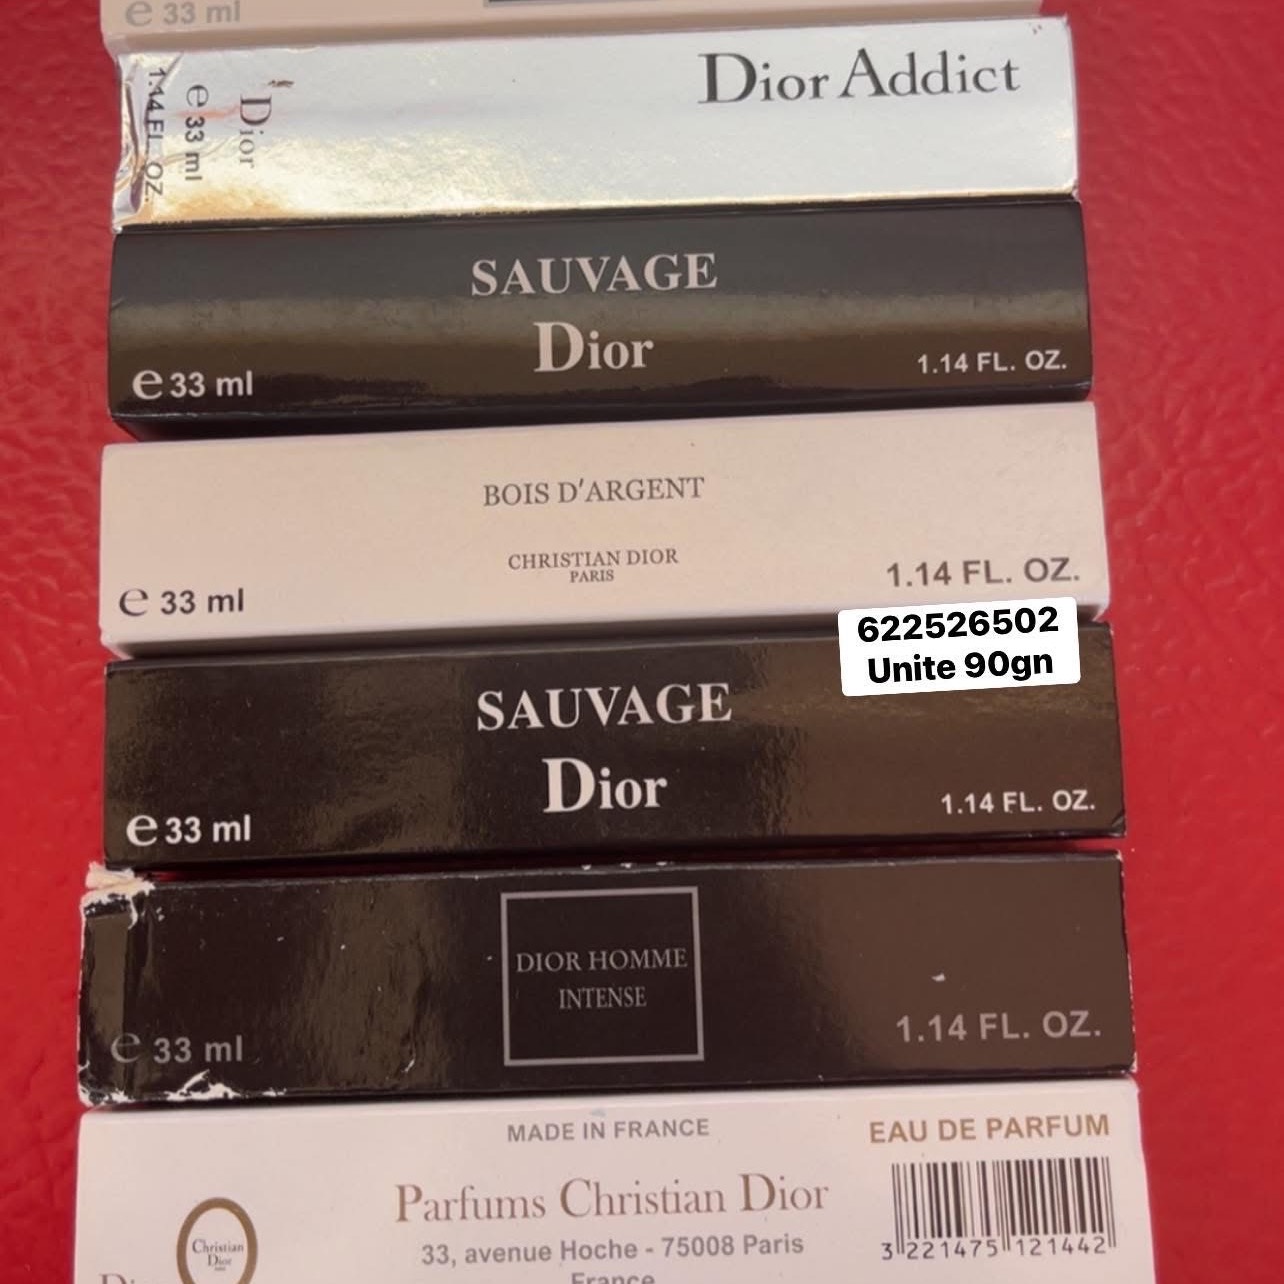 e 33 ml
Dior Addict
Dior
e 33 ml
1.14 FL. OZ.
SAUVAGE
Dior
e 33 ml
1.14 FL. OZ.
BOIS D'ARGENT
CHRISTIAN DIOR
PARIS
e 33 ml
1.14 FL. OZ.
622526502
Unite 90gn
SAUVAGE
Dior
e 33 ml
1.14 FL. OZ.
DIOR HOMME
INTENSE
e 33 ml
1.14 FL. OZ.
MADE IN FRANCE
EAU DE PARFUM
Parfums Christian Dior
33, avenue Hoche - 75008 Paris
France
Christian
Dior
3 221475 121442